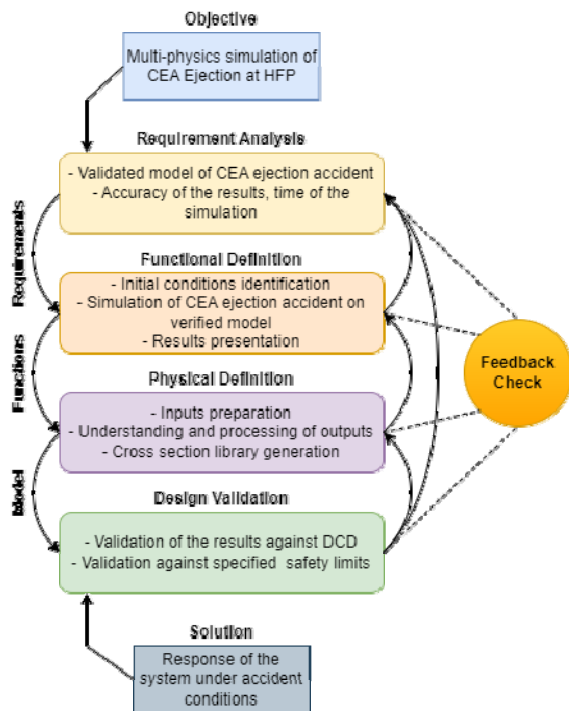 Objective
Multi-physics simulation of
CEA Ejection at HFP
Requirement Analysis
- Validated model of CEA ejection accident
- Accuracy of the results, time of the
simulation
Requirements
Functional Definition
- Initial conditions identification
- Simulation of CEA ejection accident on
verified model
- Results presentation
Functions
Feedback
Check
Physical Definition
- Inputs preparation
- Understanding and processing of outputs
- Cross section library generation
Model
Design Validation
- Validation of the results against DCD
- Validation against specified safety limits
Solution
Response of the
system under accident
conditions